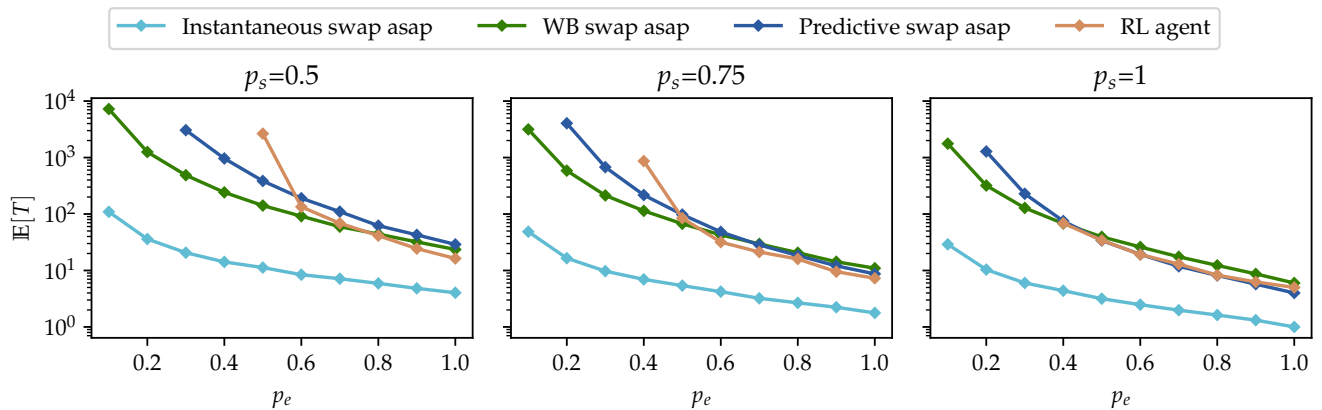 Instantaneous swap asap WB swap asap Predictive swap asap RL agent
p_s=0.5 p_s=0.75 p_s=1
𝔼[T]
10^4
10^3
10^2
10^1
10^0
0.2 0.4 0.6 0.8 1.0 0.2 0.4 0.6 0.8 1.0 0.2 0.4 0.6 0.8 1.0
p_e p_e p_e